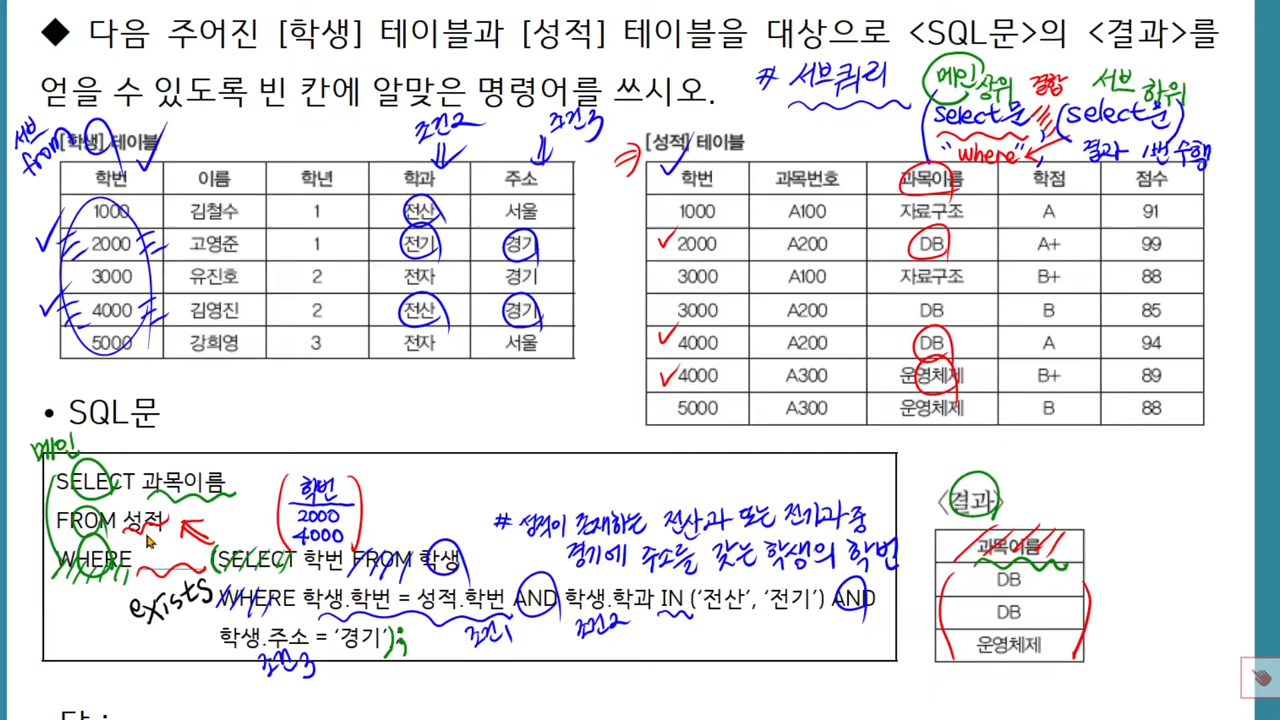 ◆ 다음 주어진 [학생] 테이블과 [성적] 테이블을 대상으로 <SQL문>의 <결과>를
얻을 수 있도록 빈 칸에 알맞은 명령어를 쓰시오.
# 서브쿼리
메인 상위 결합 서브 하위
(select문, (select문)
"where", 결과 1번 수행
서브
from
조건2
조건3
[학생] 테이블
학번 이름 학년 학과 주소
1000 김철수 1 전산 서울
2000 고영준 1 전기 경기
3000 유진호 2 전자 경기
4000 김영진 2 전산 경기
5000 강희영 3 전자 서울
[성적] 테이블
학번 과목번호 과목이름 학점 점수
1000 A100 자료구조 A 91
2000 A200 DB A+ 99
3000 A100 자료구조 B+ 88
3000 A200 DB B 85
4000 A200 DB A 94
4000 A300 운영체제 B+ 89
5000 A300 운영체제 B 88
• SQL문
메인
SELECT 과목이름
FROM 성적
WHERE (SELECT 학번 FROM 학생
WHERE 학생.학번 = 성적.학번 AND 학생.학과 IN ('전산', '전기') AND
학생.주소 = '경기');
exists
학번
2000
4000
# 성적이 존재하는 전산과 또는 전기과 중
경기에 주소를 갖는 학생의 학번
조건1
조건2
조건3
<결과>
과목이름
DB
DB
운영체제
답 :